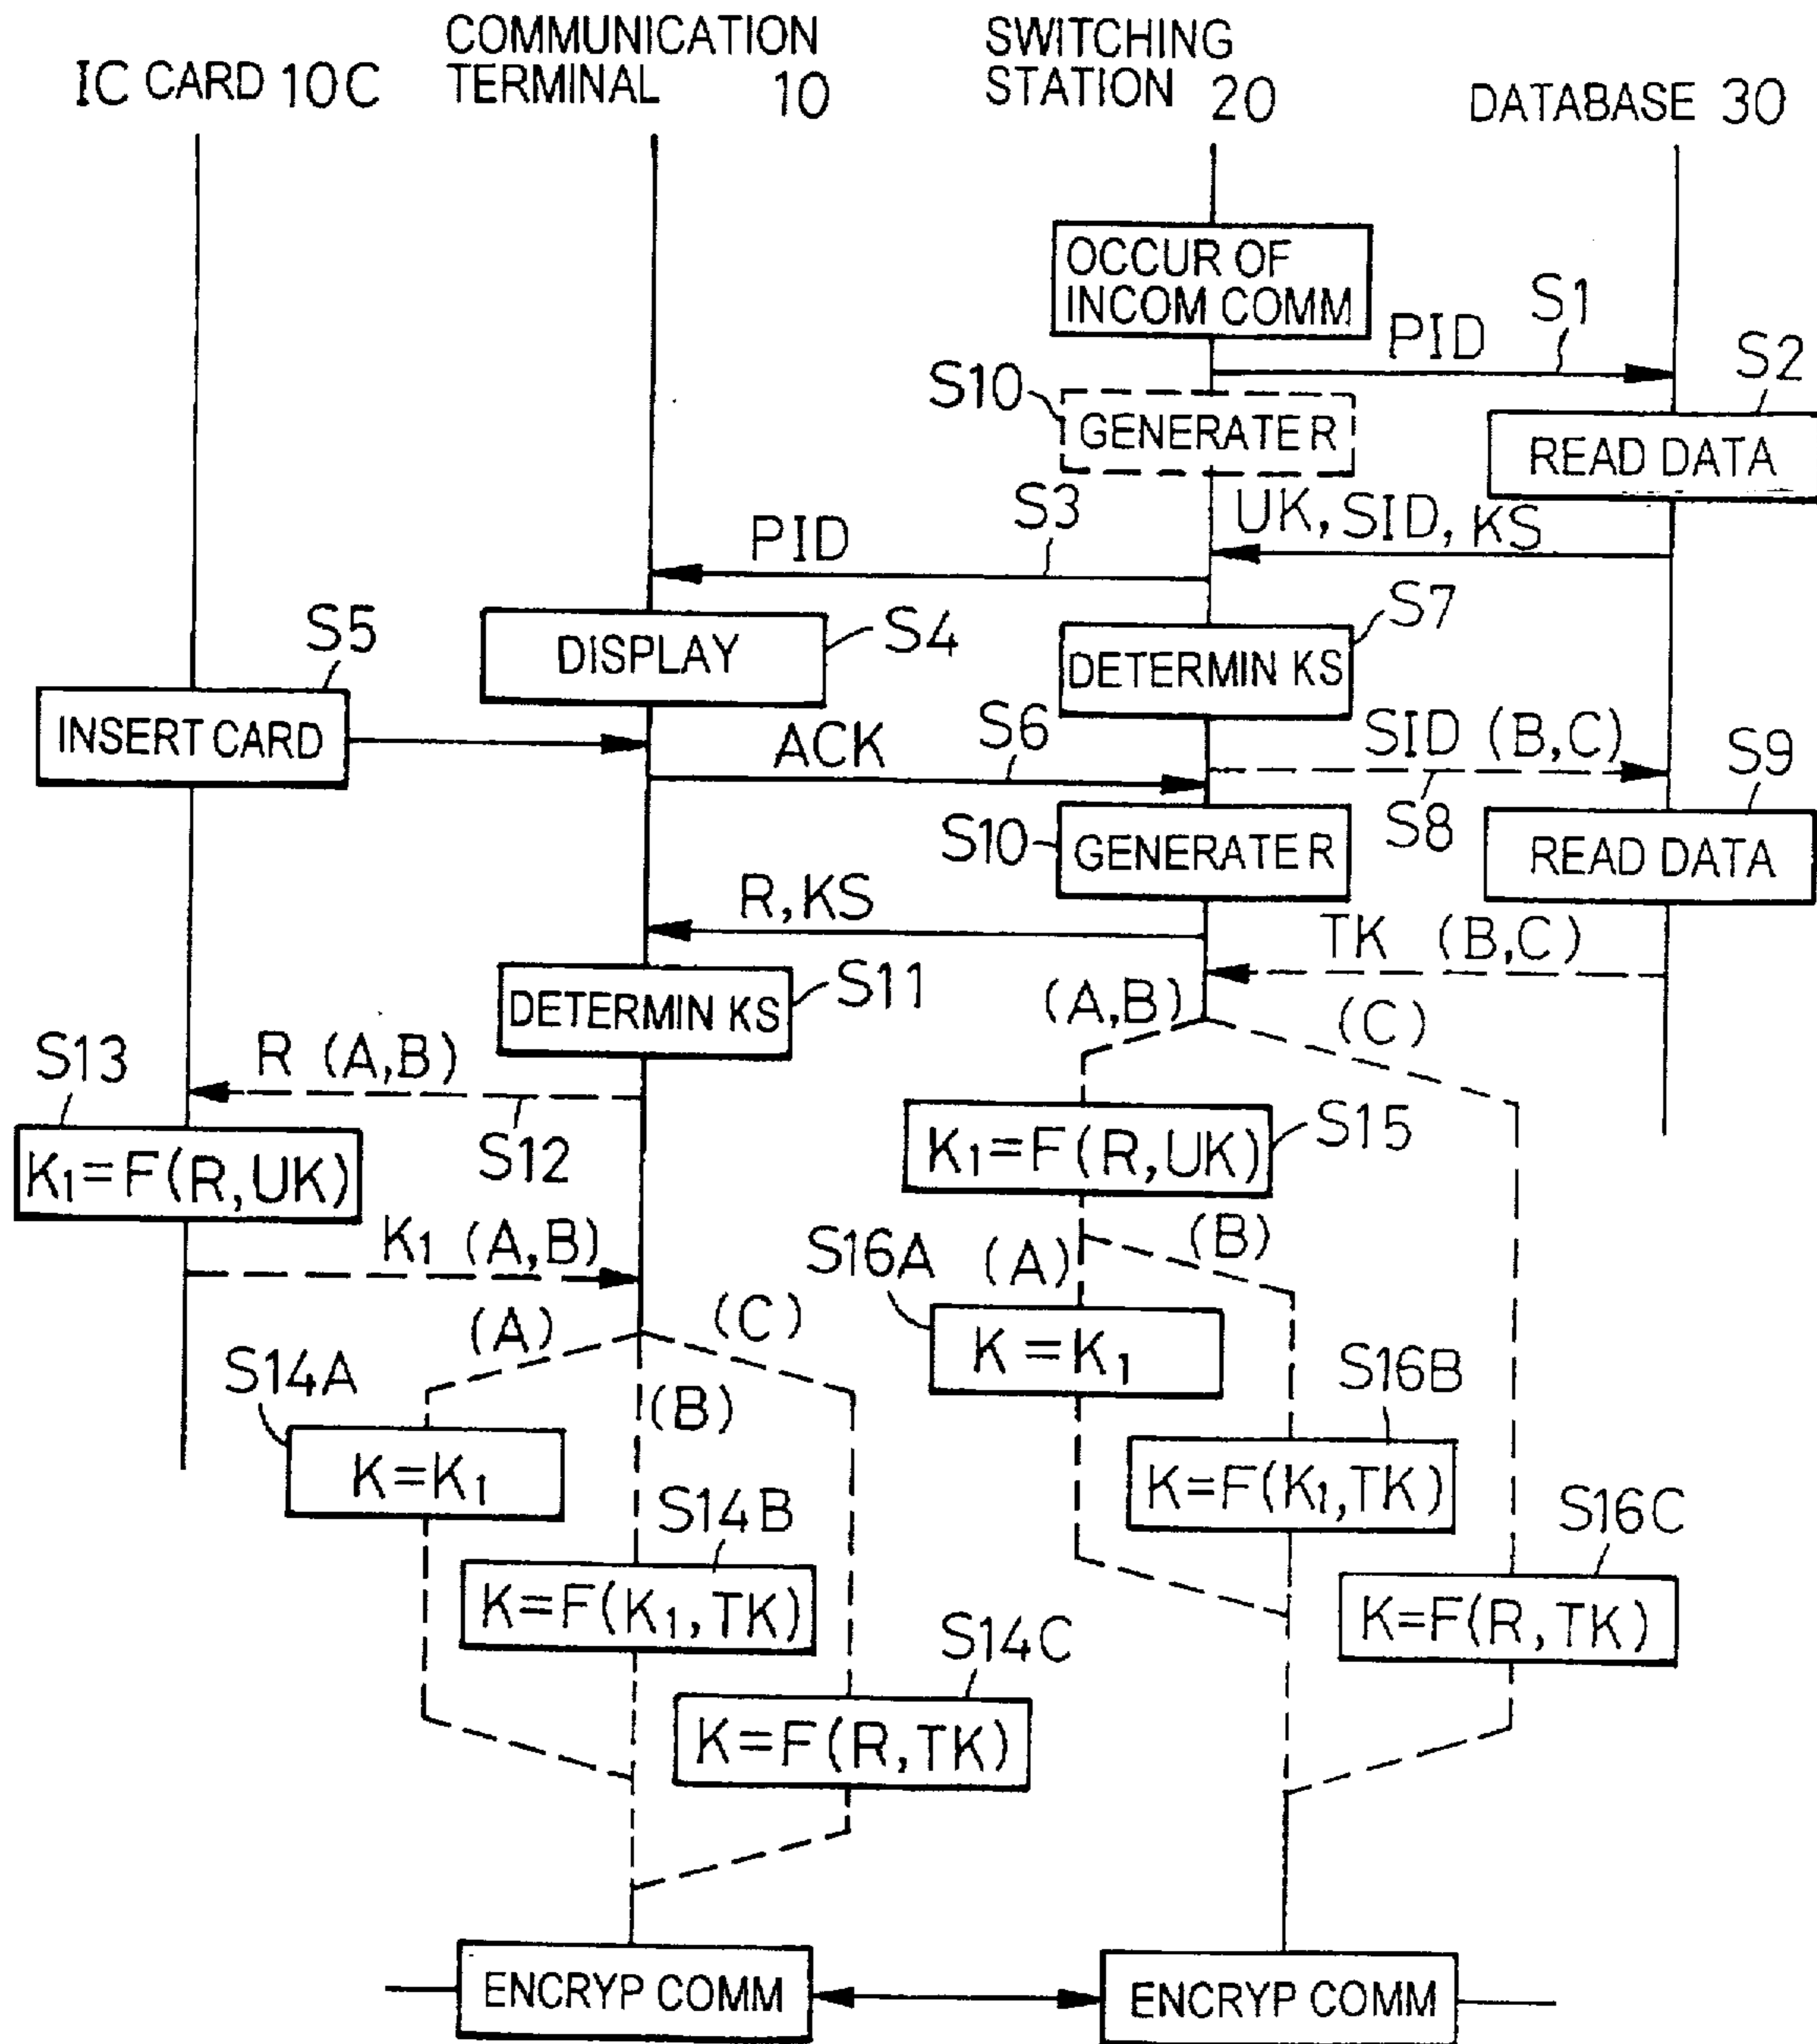 IC CARD 10C
COMMUNICATION
TERMINAL 10
SWITCHING
STATION 20
DATABASE 30
OCCUR OF
INCOM COMM
PID
S1
S2
S10
GENERATER
READ DATA
S3
UK, SID, KS
PID
S5
S4
S7
DISPLAY
DETERMIN KS
INSERT CARD
ACK
S6
SID (B,C)
S8
S9
S10
GENERATER
READ DATA
R,KS
TK (B,C)
S11
DETERMIN KS
(A,B)
(C)
S13
R (A,B)
S12
S15
K1=F(R,UK)
K1=F(R,UK)
K1 (A,B)
S16A
(A)
(B)
(A)
(C)
K=K1
S14A
(B)
S16B
K=K1
K=F(K1,TK)
S14B
S16C
K=F(K1,TK)
K=F(R,TK)
S14C
K=F(R,TK)
ENCRYP COMM
ENCRYP COMM